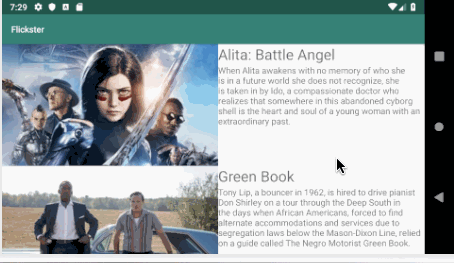 7:29
Flickster
Alita: Battle Angel
When Alita awakens with no memory of who she
is in a future world she does not recognize, she
is taken in by Ido, a compassionate doctor who
realizes that somewhere in this abandoned cyborg
shell is the heart and soul of a young woman with an
extraordinary past.
Green Book
Tony Lip, a bouncer in 1962, is hired to drive pianist
Don Shirley on a tour through the Deep South in
the days when African Americans, forced to find
alternate accommodations and services due to
segregation laws below the Mason-Dixon Line, relied
on a guide called The Negro Motorist Green Book.